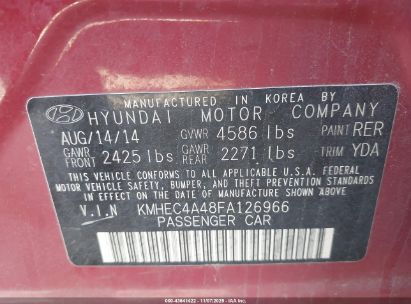 MANUFACTURED IN KOREA BY
HYUNDAI MOTOR COMPANY
AUG/14/14 GVWR 4586 lbs PAINT RER
GAWR FRONT 2425 lbs GAWR REAR 2271 lbs TRIM YDA
THIS VEHICLE CONFORMS TO ALL APPLICABLE U.S.A. FEDERAL
MOTOR VEHICLE SAFETY, BUMPER, AND THEFT PREVENTION STANDARDS
IN EFFECT ON THE DATE OF MANUFACTURE SHOWN ABOVE.
V.I.N KMHEC4A48FA126966
PASSENGER CAR